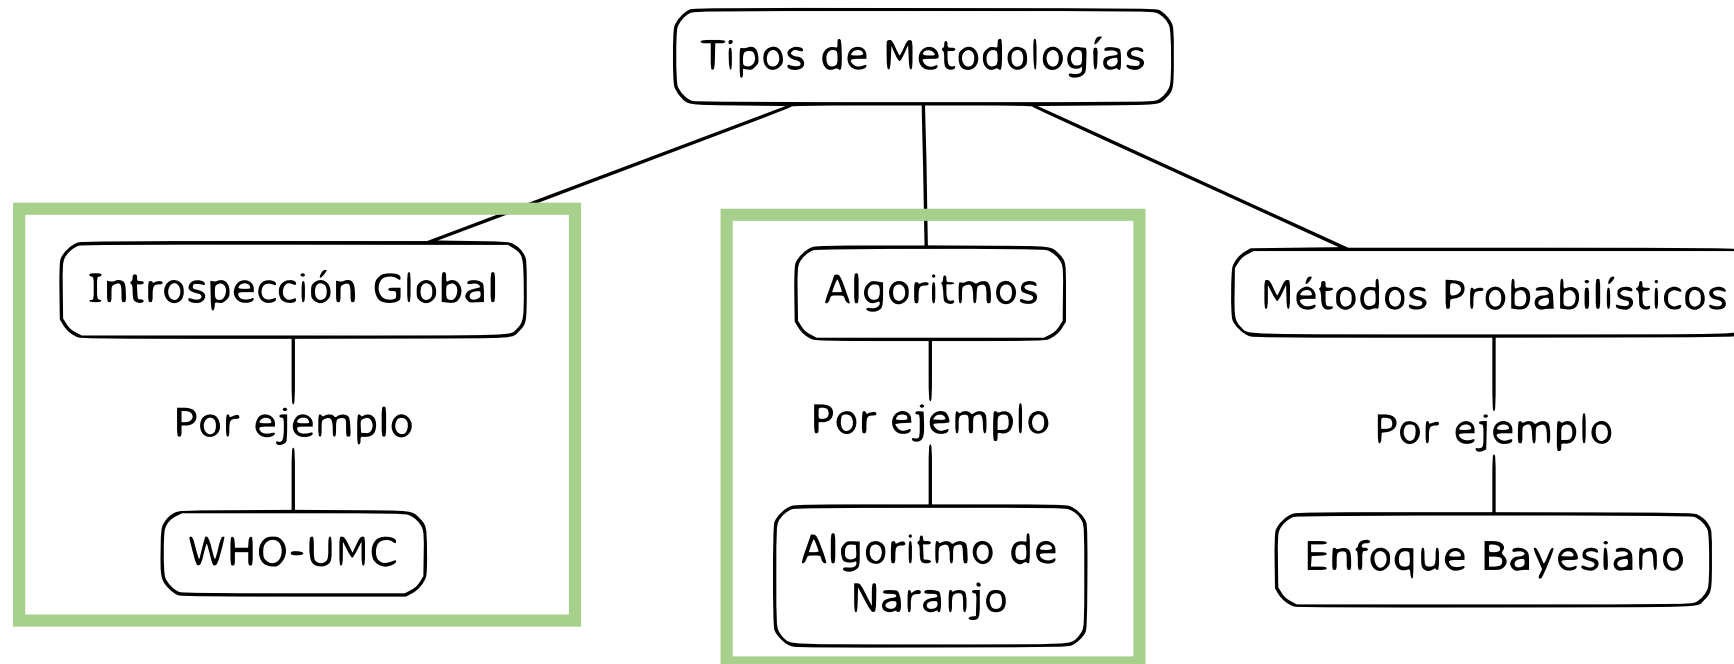 Tipos de Metodologías
Introspección Global
Algoritmos
Métodos Probabilísticos
Por ejemplo
Por ejemplo
Por ejemplo
WHO-UMC
Algoritmo de
Naranjo
Enfoque Bayesiano